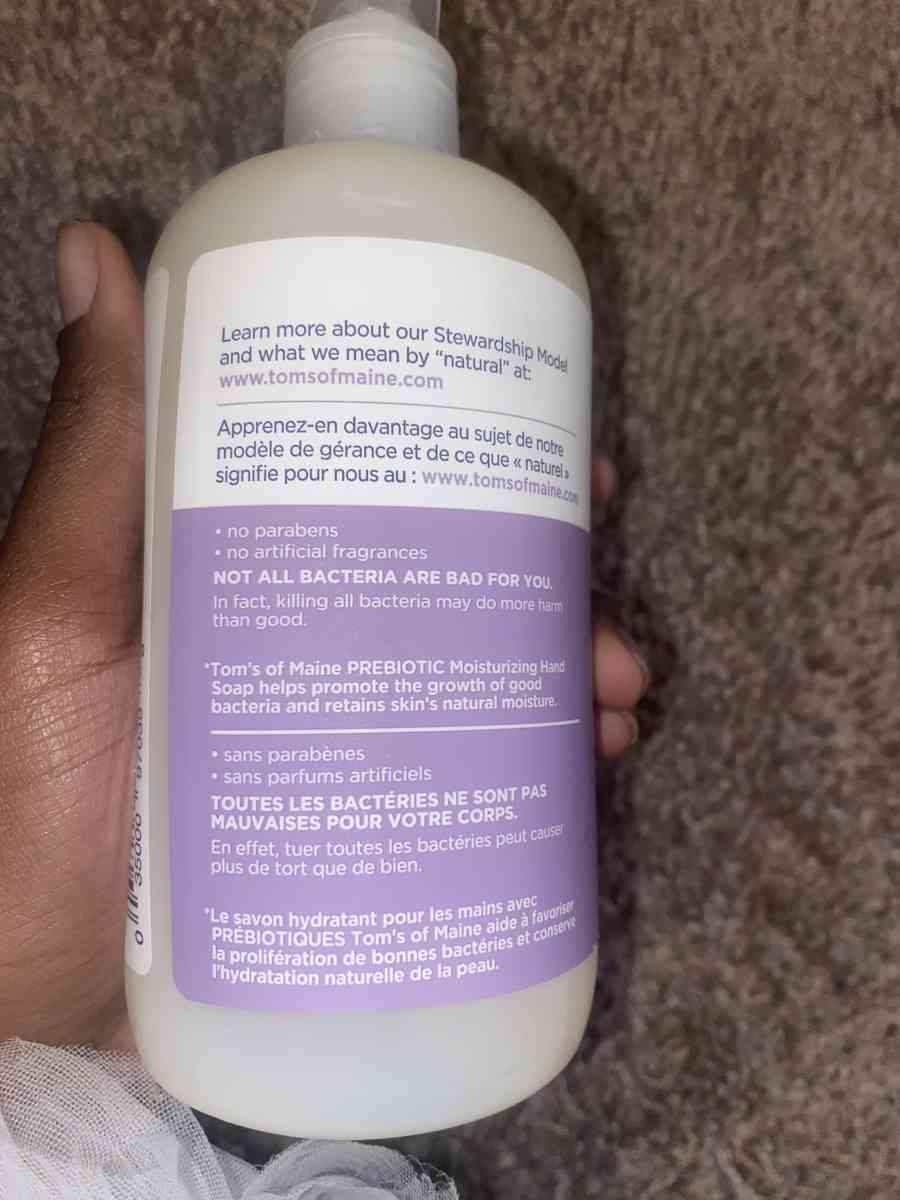 Learn more about our Stewardship Model
and what we mean by “natural” at:
www.tomsofmaine.com
Apprenez-en davantage au sujet de notre
modèle de gérance et de ce que « naturel »
signifie pour nous au : www.tomsofmaine.com
• no parabens
• no artificial fragrances
NOT ALL BACTERIA ARE BAD FOR YOU.
In fact, killing all bacteria may do more harm
than good.
*Tom's of Maine PREBIOTIC Moisturizing Hand
Soap helps promote the growth of good
bacteria and retains skin's natural moisture.
• sans parabènes
• sans parfums artificiels
TOUTES LES BACTÉRIES NE SONT PAS
MAUVAISES POUR VOTRE CORPS.
En effet, tuer toutes les bactéries peut causer
plus de tort que de bien.
*Le savon hydratant pour les mains avec
PRÉBIOTIQUES Tom's of Maine aide à favoriser
la prolifération de bonnes bactéries et conserve
l'hydratation naturelle de la peau.
0 35000